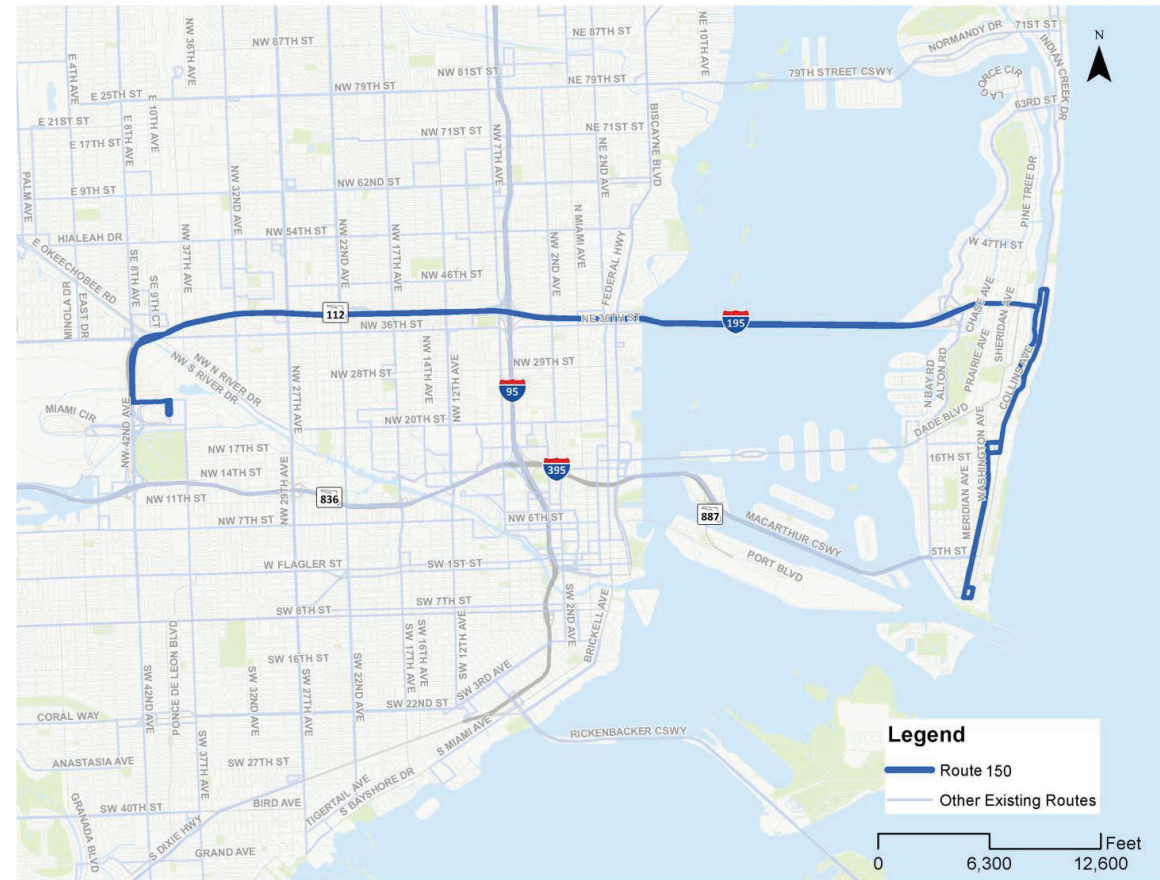 NW 36TH AVE
NE 10TH AVE
NE 87TH ST
NW 87TH ST
71ST ST
NORMANDY DR
INDIAN CREEK DR
N
E 4TH AVE
NW 81ST ST
NE 79TH ST
79TH STREET CSWY
LA GORCE CIR
63RD ST
E 25TH ST
E 10TH AVE
NW 79TH ST
E 21ST ST
E 8TH AVE
E 17TH ST
NW 71ST ST
NW 7TH AVE
NE 71ST ST
NE 2ND AVE
BISCAYNE BLVD
PALM AVE
E 9TH ST
NW 32ND AVE
NW 62ND ST
PINE TREE DR
HIALEAH DR
NW 37TH AVE
NW 54TH ST
NW 22ND AVE
NW 17TH AVE
NW 2ND AVE
N MIAMI AVE
FEDERAL HWY
W 47TH ST
E OKEECHOBEE RD
SE 8TH AVE
SE 9TH CT
NW 46TH ST
MINOLA DR
EAST DR
112
NW 36TH ST
NE 36TH ST
195
CHASE AVE
SHERIDAN AVE
PRAIRIE AVE
NW N RIVER DR
NW S RIVER DR
NW 28TH ST
NW 14TH AVE
NW 12TH AVE
NW 29TH ST
95
N BAY RD
ALTON RD
COLLINS AVE
MIAMI CIR
NW 42ND AVE
NW 27TH AVE
NW 20TH ST
DADE BLVD
NW 17TH ST
NW 14TH ST
NW 29TH AVE
395
16TH ST
WASHINGTON AVE
MERIDIAN AVE
NW 11TH ST
836
NW 7TH ST
NW 6TH ST
887
MACARTHUR CSWY
5TH ST
W FLAGLER ST
SW 1ST ST
PORT BLVD
SW 8TH ST
SW 7TH ST
SW 2ND AVE
BRICKELL AVE
PONCE DE LEON BLVD
SW 16TH ST
SW 16TH AVE
SW 17TH AVE
SW 12TH AVE
SW 42ND AVE
SW 32ND AVE
SW 27TH AVE
SW 22ND AVE
SW 3RD AVE
CORAL WAY
SW 22ND ST
S MIAMI AVE
RICKENBACKER CSWY
ANASTASIA AVE
SW 37TH AVE
SW 27TH ST
TIGERTAIL AVE
S BAYSHORE DR
SW 40TH ST
BIRD AVE
GRANADA BLVD
S DIXIE HWY
GRAND AVE
Legend
Route 150
Other Existing Routes
Feet
0
6,300
12,600